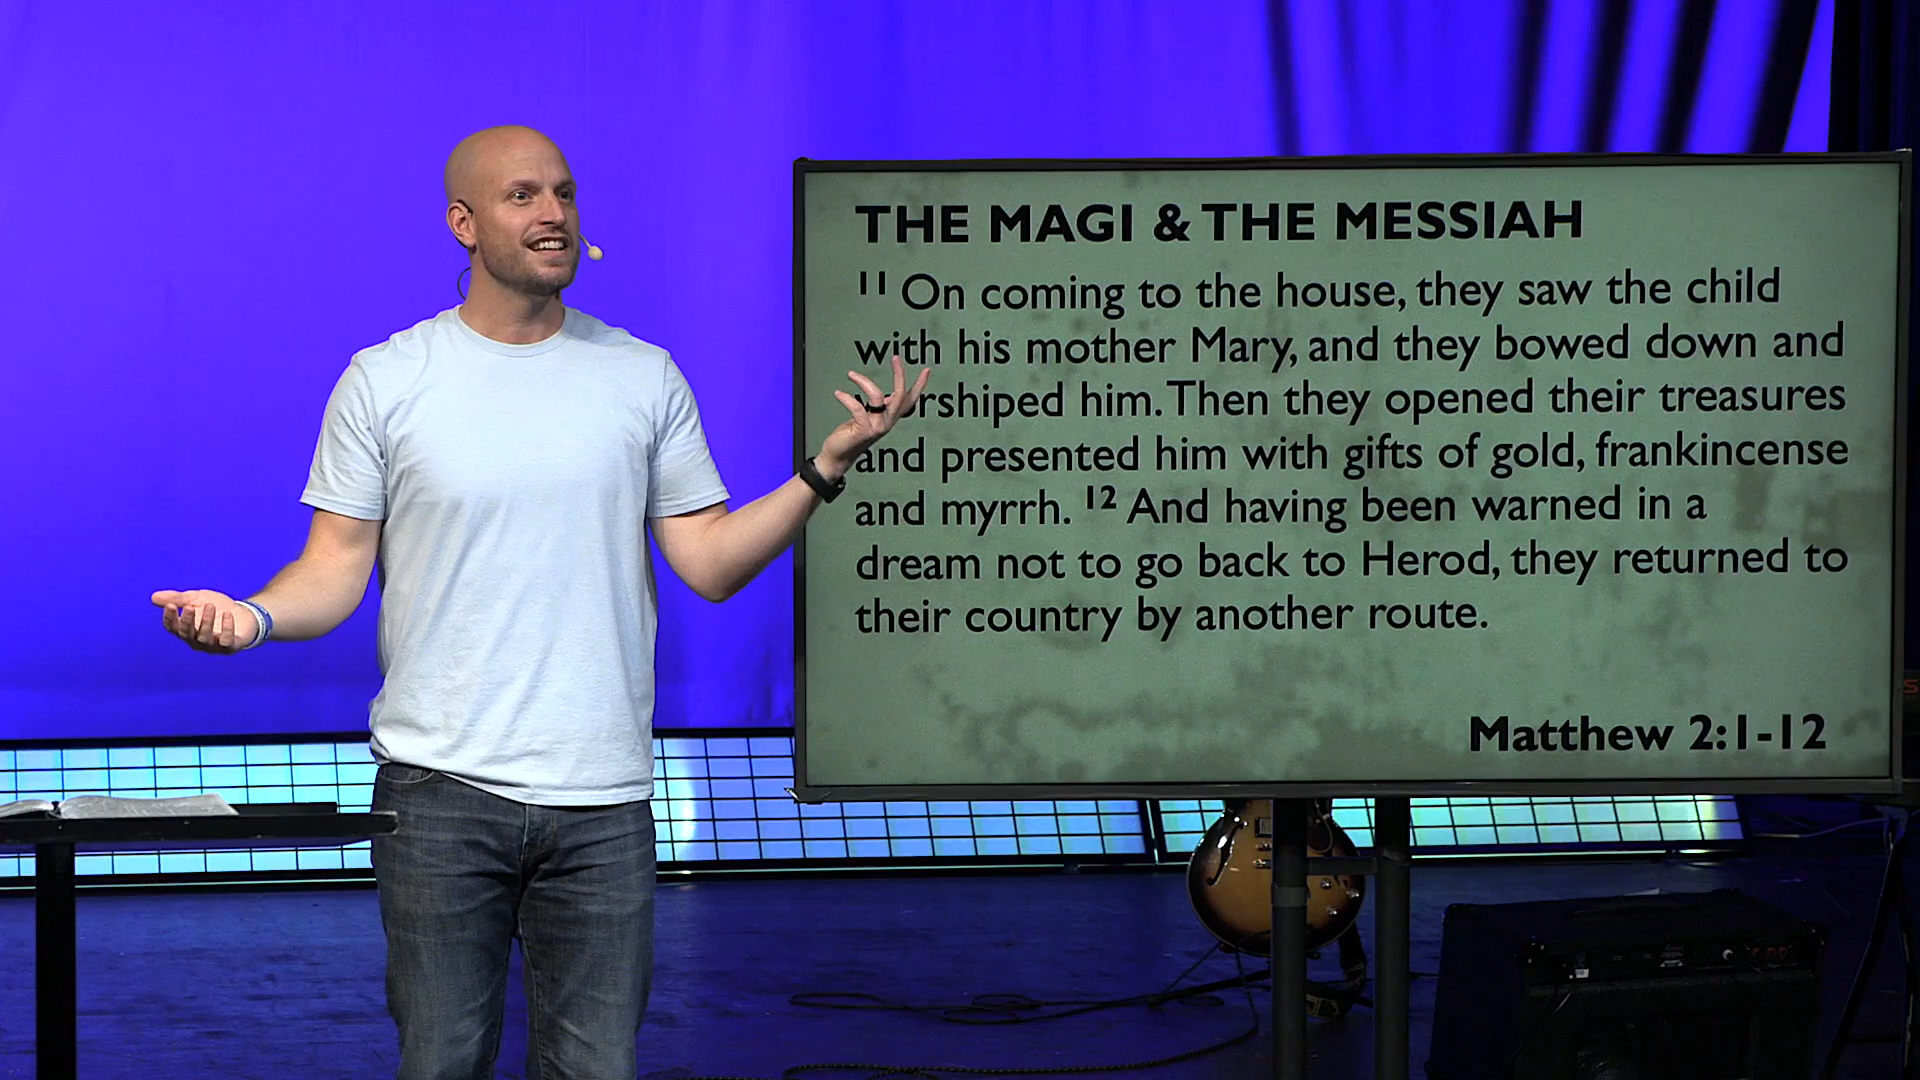 THE MAGI & THE MESSIAH
11 On coming to the house, they saw the child
with his mother Mary, and they bowed down and
worshiped him. Then they opened their treasures
and presented him with gifts of gold, frankincense
and myrrh. 12 And having been warned in a
dream not to go back to Herod, they returned to
their country by another route.
Matthew 2:1-12